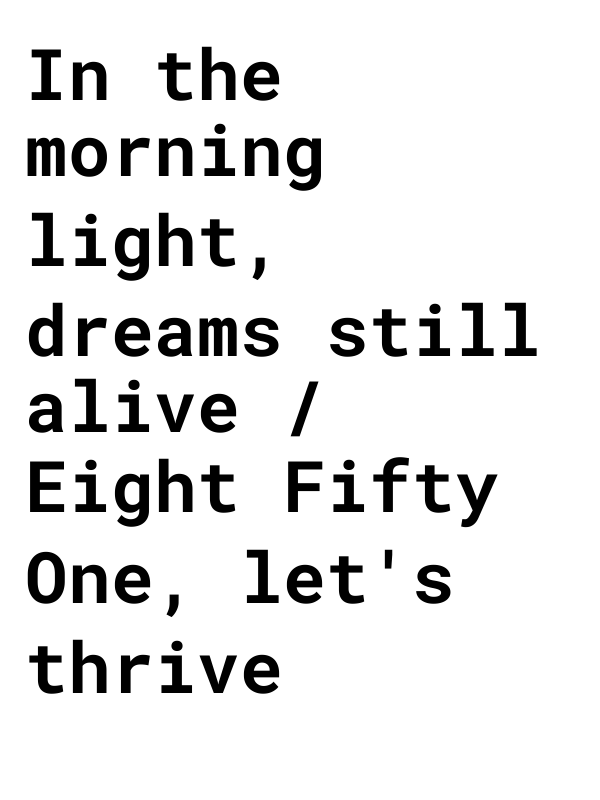 In the
morning
light,
dreams still
alive /
Eight Fifty
One, let's
thrive